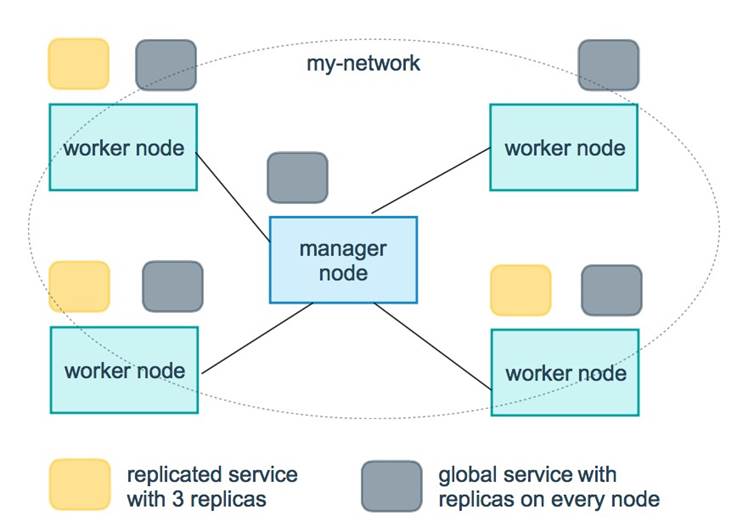 my-network
worker node
worker node
manager
node
worker node
worker node
replicated service
with 3 replicas
global service with
replicas on every node